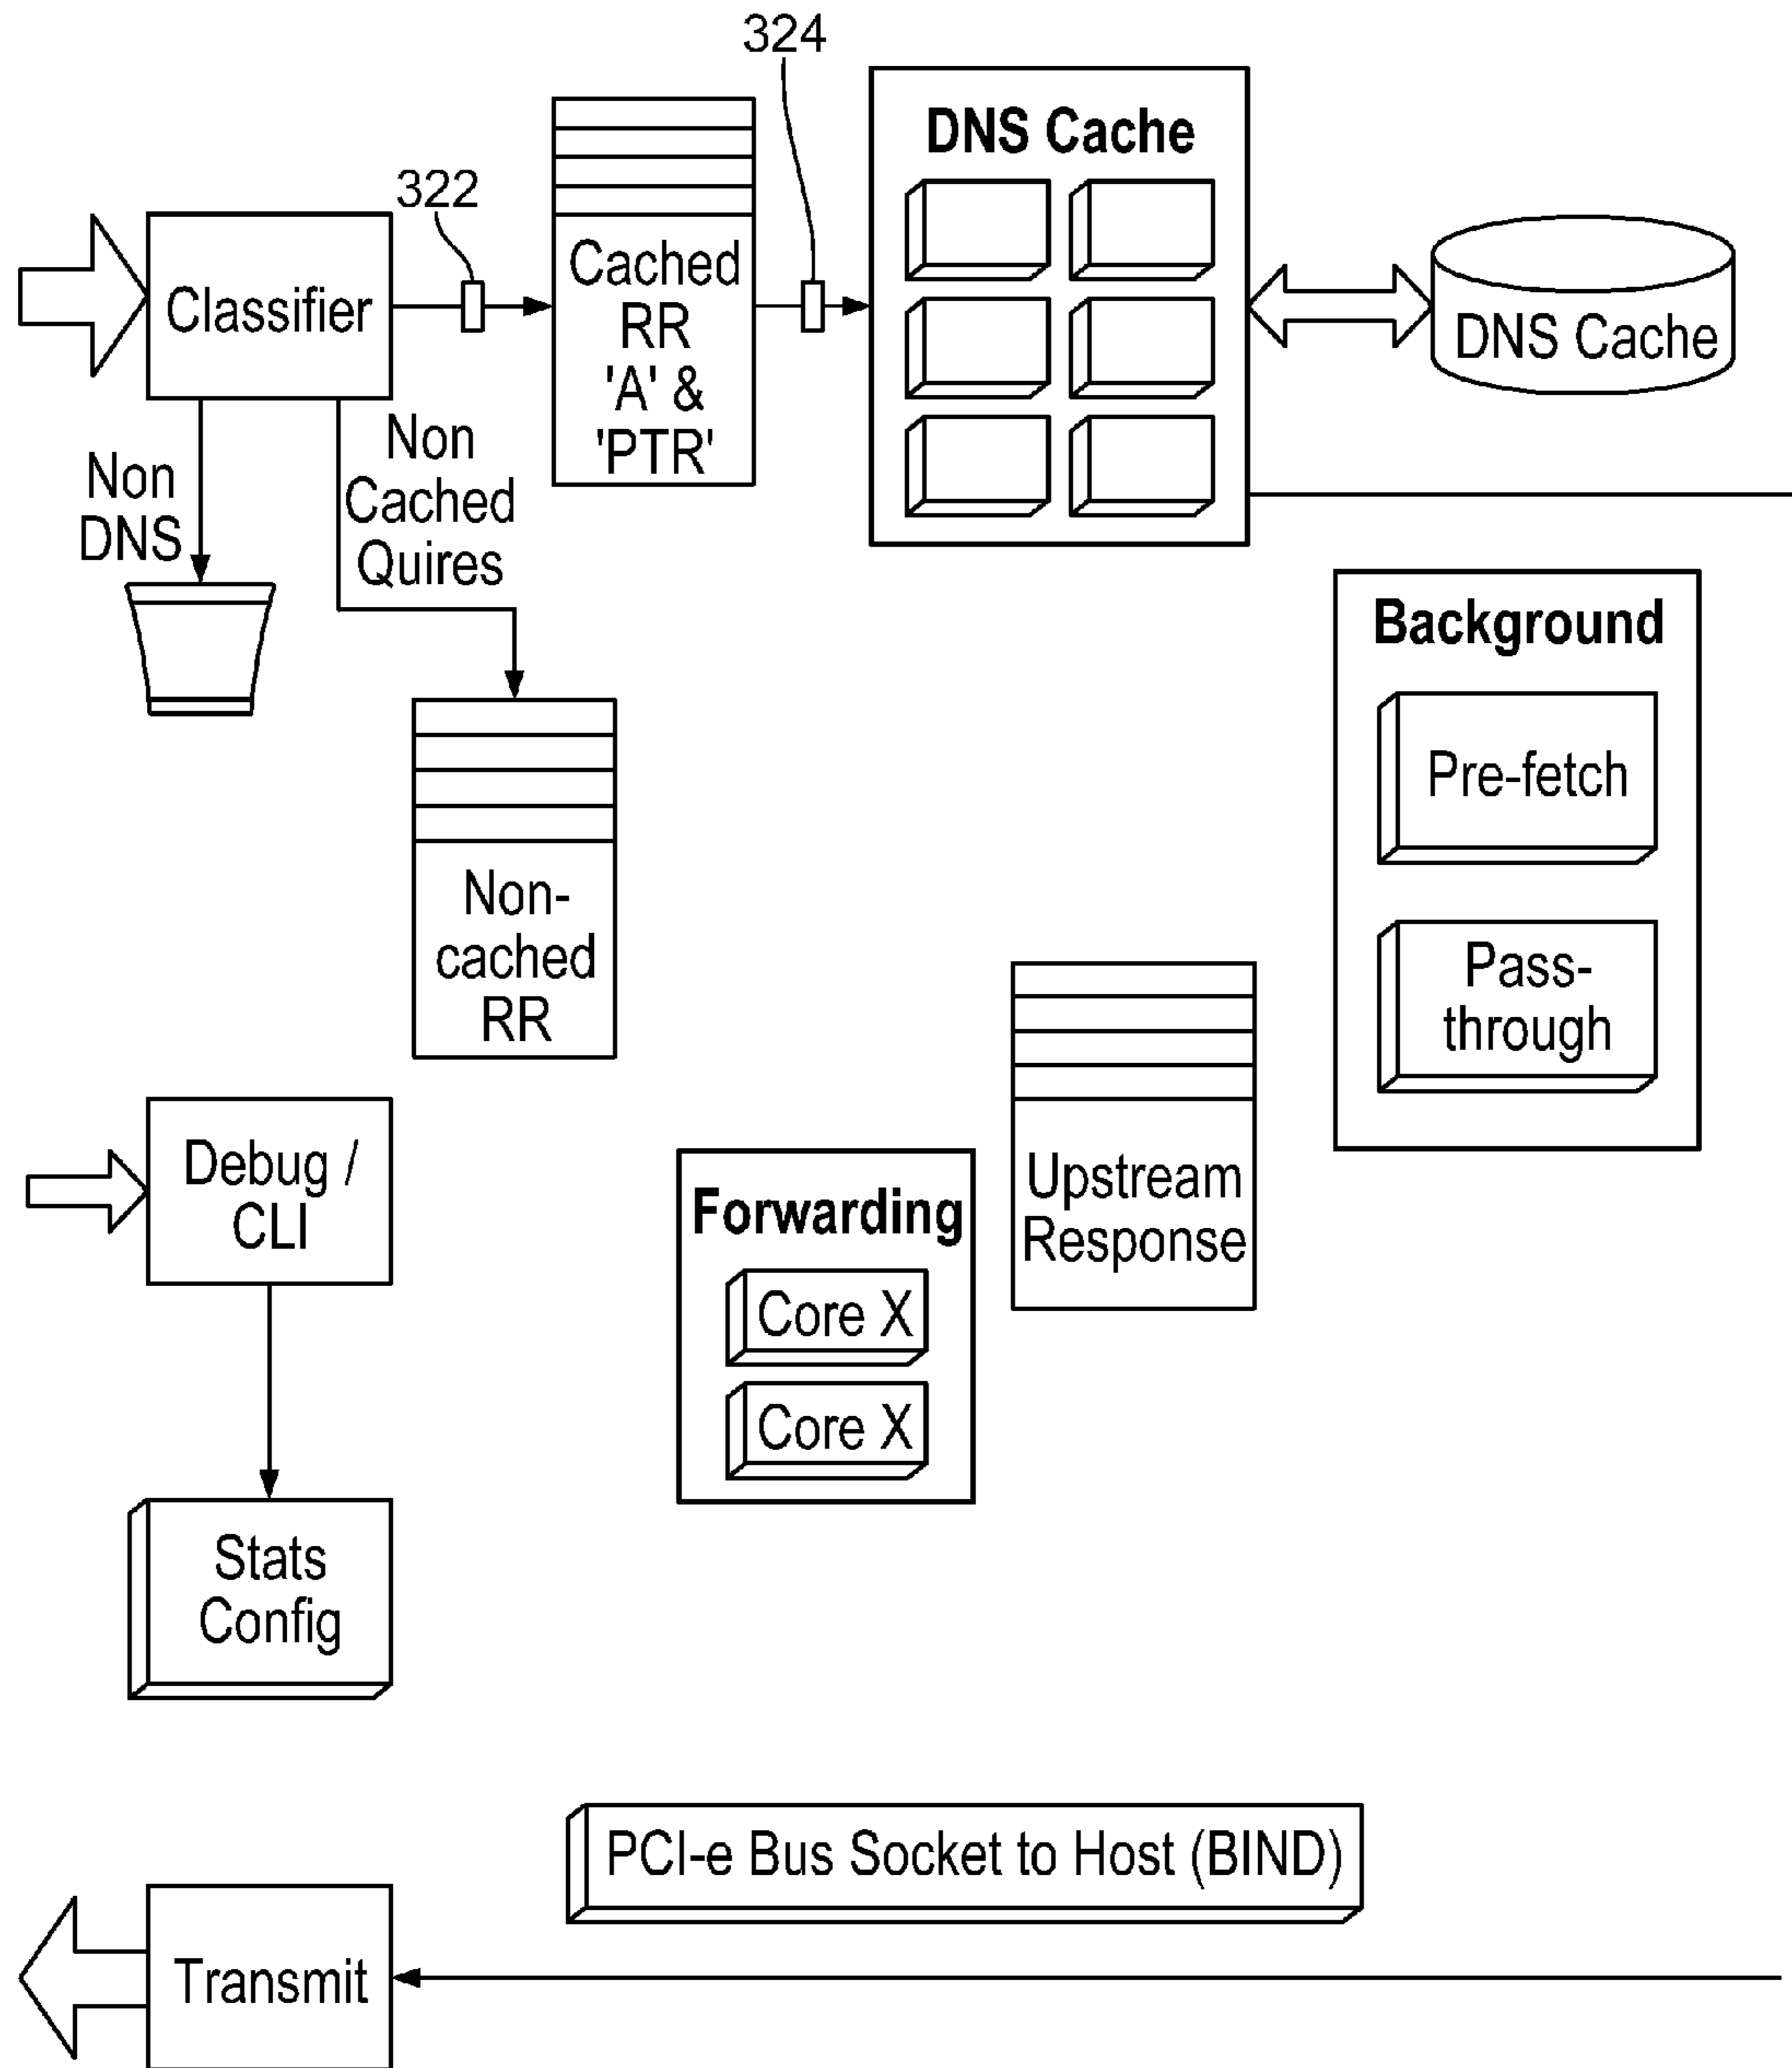 324
DNS Cache
322
Classifier
Cached
RR
'A' &
'PTR'
DNS Cache
Non
DNS
Non
Cached
Quires
Background
Pre-fetch
Pass-
through
Non-
cached
RR
Debug /
CLI
Forwarding
Core X
Core X
Upstream
Response
Stats
Config
PCI-e Bus Socket to Host (BIND)
Transmit